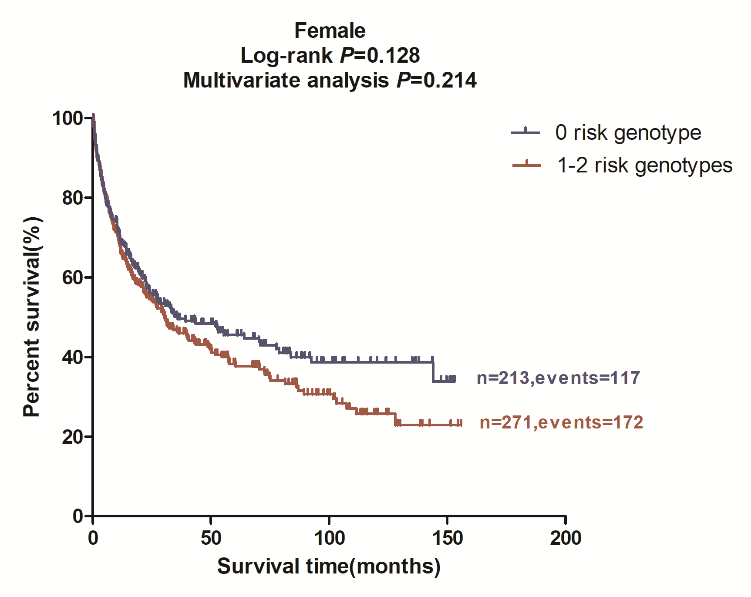 Female
Log-rank P=0.128
Multivariate analysis P=0.214
0 risk genotype
1-2 risk genotypes
Percent survival(%)
100
80
60
40
20
0
n=213,events=117
n=271,events=172
0 50 100 150 200
Survival time(months)